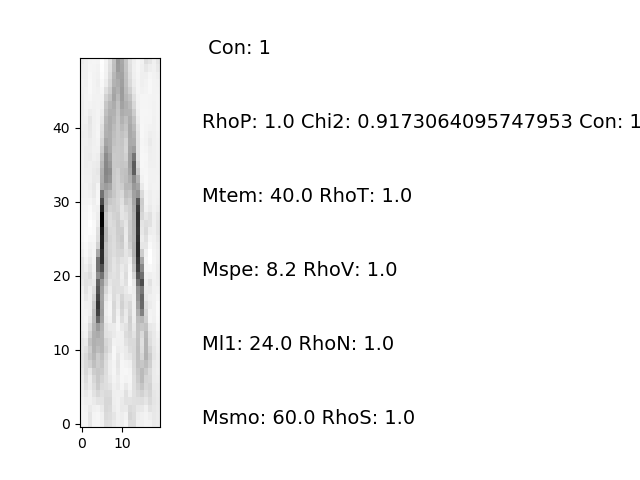 Con: 1
RhoP: 1.0 Chi2: 0.9173064095747953 Con: 1
Mtem: 40.0 RhoT: 1.0
Mspe: 8.2 RhoV: 1.0
Ml1: 24.0 RhoN: 1.0
Msmo: 60.0 RhoS: 1.0
40
30
20
10
0
0 10